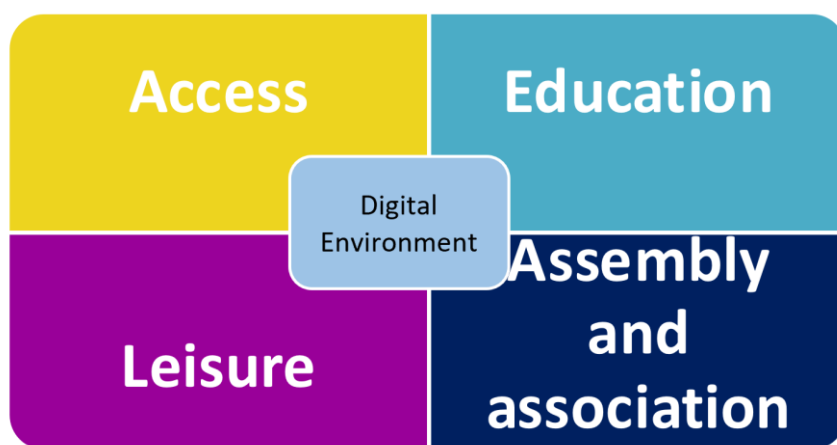 Access
Education
Digital
Environment
Leisure
Assembly
and
association